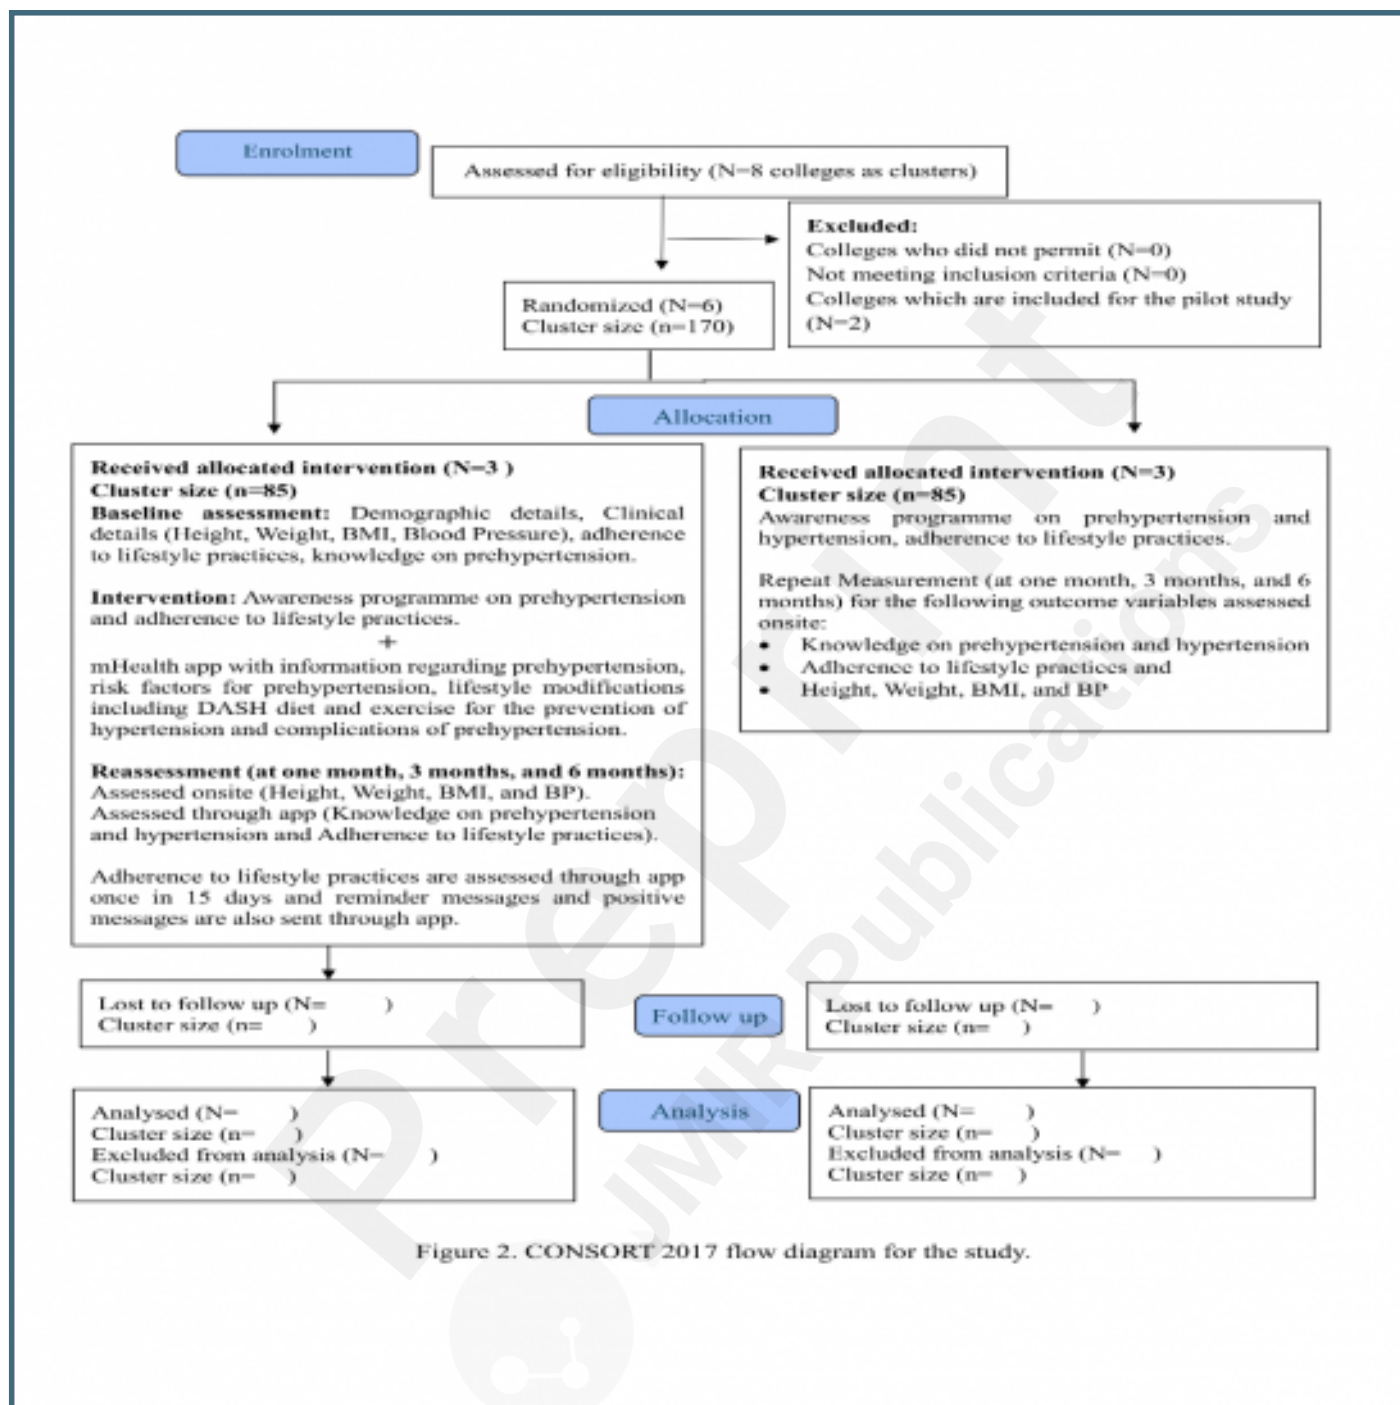 Enrolment
Assessed for eligibility (N=8 colleges as clusters)
Excluded:
Colleges who did not permit (N=0)
Not meeting inclusion criteria (N=0)
Colleges which are included for the pilot study
(N=2)
Randomized (N=6)
Cluster size (n=170)
Allocation
Received allocated intervention (N=3 )
Cluster size (n=85)
Baseline assessment: Demographic details, Clinical
details (Height, Weight, BMI, Blood Pressure), adherence
to lifestyle practices, knowledge on prehypertension.
Intervention: Awareness programme on prehypertension
and adherence to lifestyle practices.
+
mHealth app with information regarding prehypertension,
risk factors for prehypertension, lifestyle modifications
including DASH diet and exercise for the prevention of
hypertension and complications of prehypertension.
Reassessment (at one month, 3 months, and 6 months):
Assessed onsite (Height, Weight, BMI, and BP).
Assessed through app (Knowledge on prehypertension
and hypertension and Adherence to lifestyle practices).
Adherence to lifestyle practices are assessed through app
once in 15 days and reminder messages and positive
messages are also sent through app.
Received allocated intervention (N=3)
Cluster size (n=85)
Awareness programme on prehypertension and
hypertension, adherence to lifestyle practices.
Repeat Measurement (at one month, 3 months, and 6
months) for the following outcome variables assessed
onsite:
• Knowledge on prehypertension and hypertension
• Adherence to lifestyle practices and
• Height, Weight, BMI, and BP
Lost to follow up (N= )
Cluster size (n= )
Follow up
Lost to follow up (N= )
Cluster size (n= )
Analysed (N= )
Cluster size (n= )
Excluded from analysis (N= )
Cluster size (n= )
Analysis
Analysed (N= )
Cluster size (n= )
Excluded from analysis (N= )
Cluster size (n= )
Figure 2. CONSORT 2017 flow diagram for the study.
Preprint
JMIR Publications